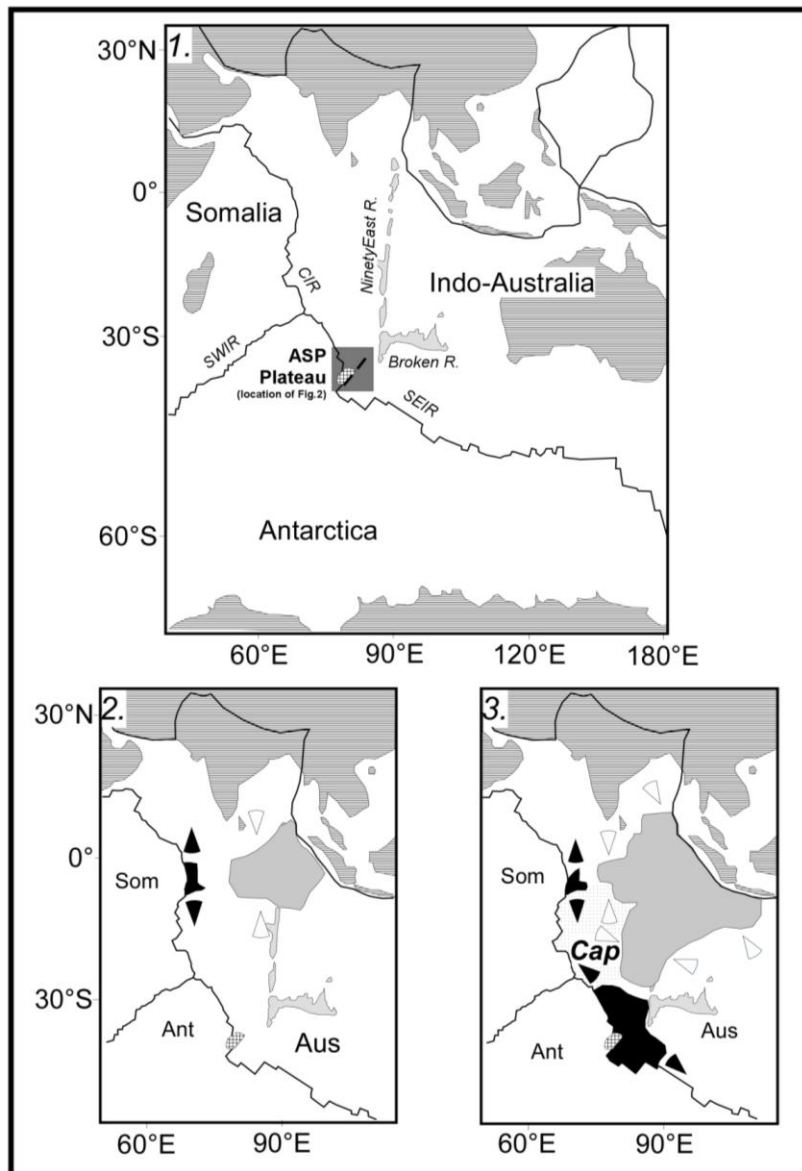 1.
30°N
0°
30°S
60°S
Somalia
CIR
NinetyEast R.
Indo-Australia
SWIR
ASP
Plateau
(location of Fig.2)
Broken R.
SEIR
Antarctica
60°E
90°E
120°E
180°E
2.
30°N
0°
30°S
Som
Ant
Aus
60°E
90°E
3.
Som
Cap
Ant
Aus
60°E
90°E